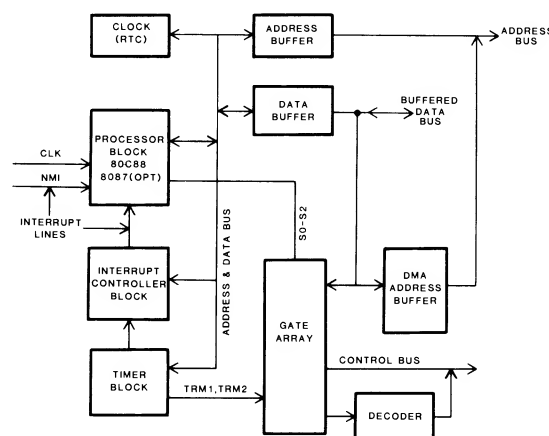 CLOCK
(RTC)
ADDRESS
BUFFER
ADDRESS
BUS
DATA
BUFFER
BUFFERED
DATA
BUS
PROCESSOR
BLOCK
80C88
8087(OPT)
CLK
NMI
INTERRUPT
LINES
S0-S2
ADDRESS & DATA BUS
INTERRUPT
CONTROLLER
BLOCK
GATE
ARRAY
DMA
ADDRESS
BUFFER
TIMER
BLOCK
TRM1,TRM2
CONTROL BUS
DECODER